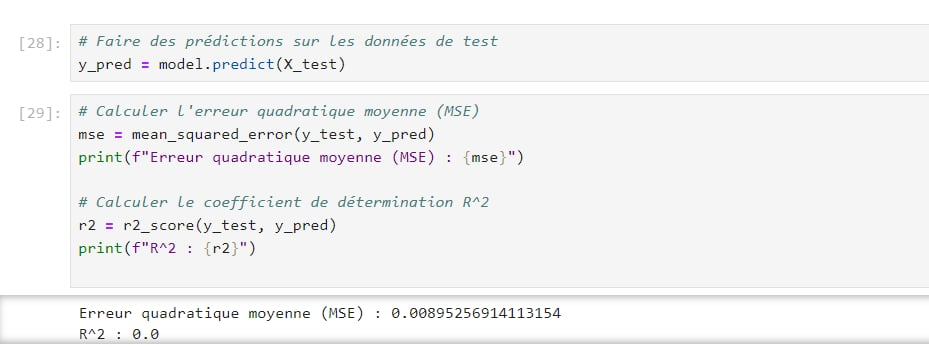 [28]: # Faire des prédictions sur les données de test
y_pred = model.predict(X_test)
[29]: # Calculer l'erreur quadratique moyenne (MSE)
mse = mean_squared_error(y_test, y_pred)
print(f"Erreur quadratique moyenne (MSE) : {mse}")
# Calculer le coefficient de détermination R^2
r2 = r2_score(y_test, y_pred)
print(f"R^2 : {r2}")
Erreur quadratique moyenne (MSE) : 0.00895256914113154
R^2 : 0.0